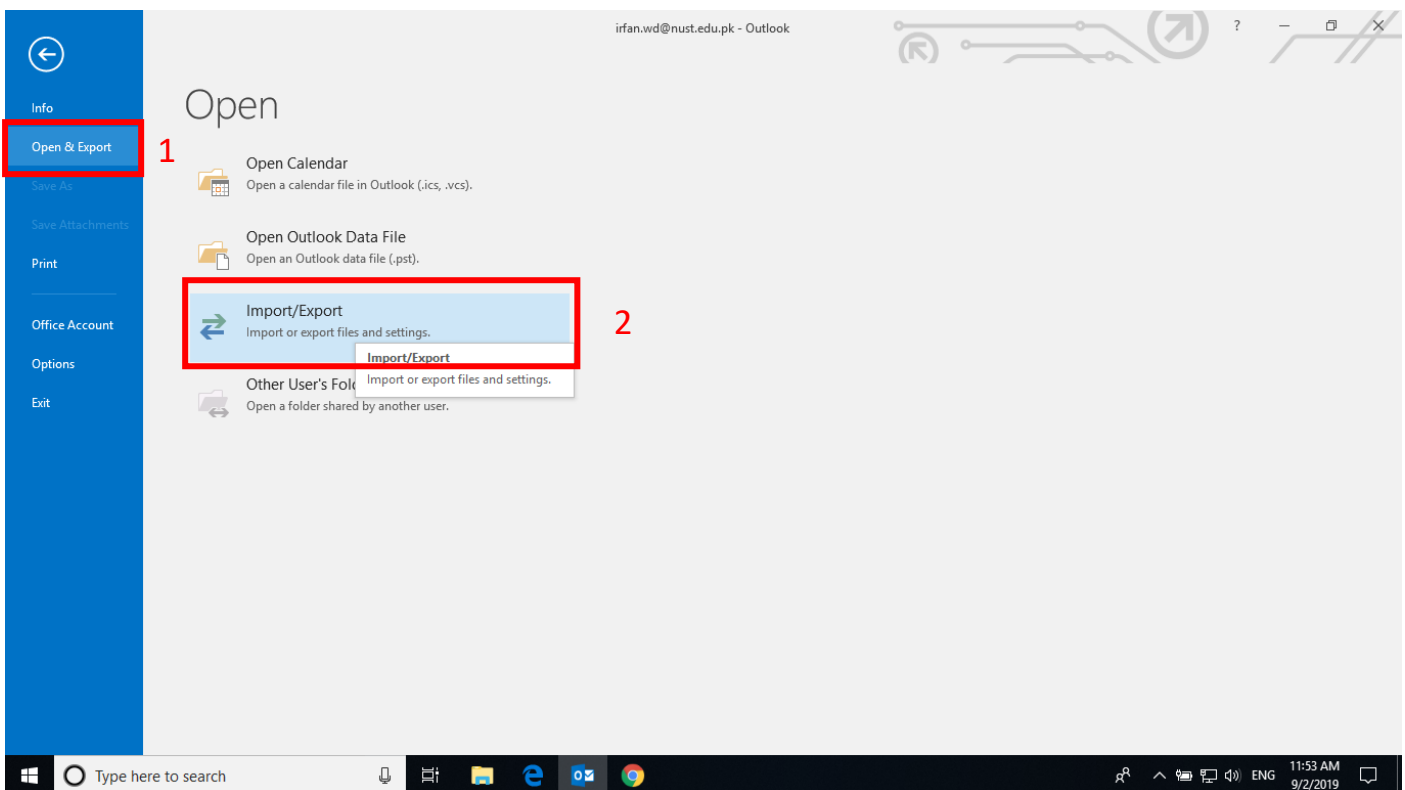 irfan.wd@nust.edu.pk - Outlook
?
Info
Open & Export
1
Save As
Save Attachments
Print
Office Account
Options
Exit
Open
Open Calendar
Open a calendar file in Outlook (.ics, .vcs).
Open Outlook Data File
Open an Outlook data file (.pst).
Import/Export
Import or export files and settings.
2
Import/Export
Import or export files and settings.
Other User's
Open a folder shared by another user.
Type here to search
ENG
11:53 AM
9/2/2019